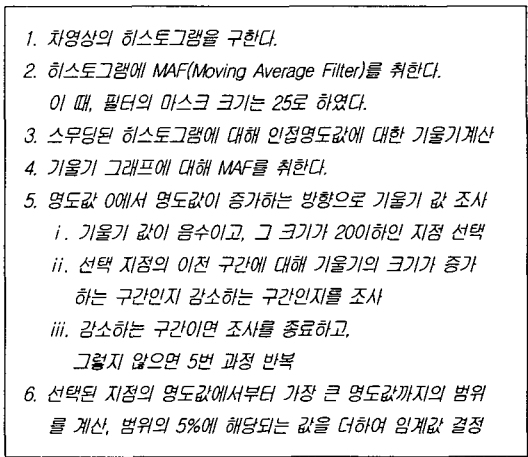 1. 차영상의 히스토그램을 구한다.
2. 히스토그램에 MAF(Moving Average Filter)를 취한다.
이 때, 필터의 마스크 크기는 25로 하였다.
3. 스무딩된 히스토그램에 대해 인접명도값에 대한 기울기계산
4. 기울기 그래프에 대해 MAF를 취한다.
5. 명도값 0에서 명도값이 증가하는 방향으로 기울기 값 조사
i. 기울기 값이 음수이고, 그 크기가 20이하인 지점 선택
ii. 선택 지점의 이전 구간에 대해 기울기의 크기가 증가
하는 구간인지 감소하는 구간인지를 조사
iii. 감소하는 구간이면 조사를 종료하고,
그렇지 않으면 5번 과정 반복
6. 선택된 지점의 명도값에서부터 가장 큰 명도값까지의 범위
를 계산, 범위의 5%에 해당되는 값을 더하여 임계값 결정